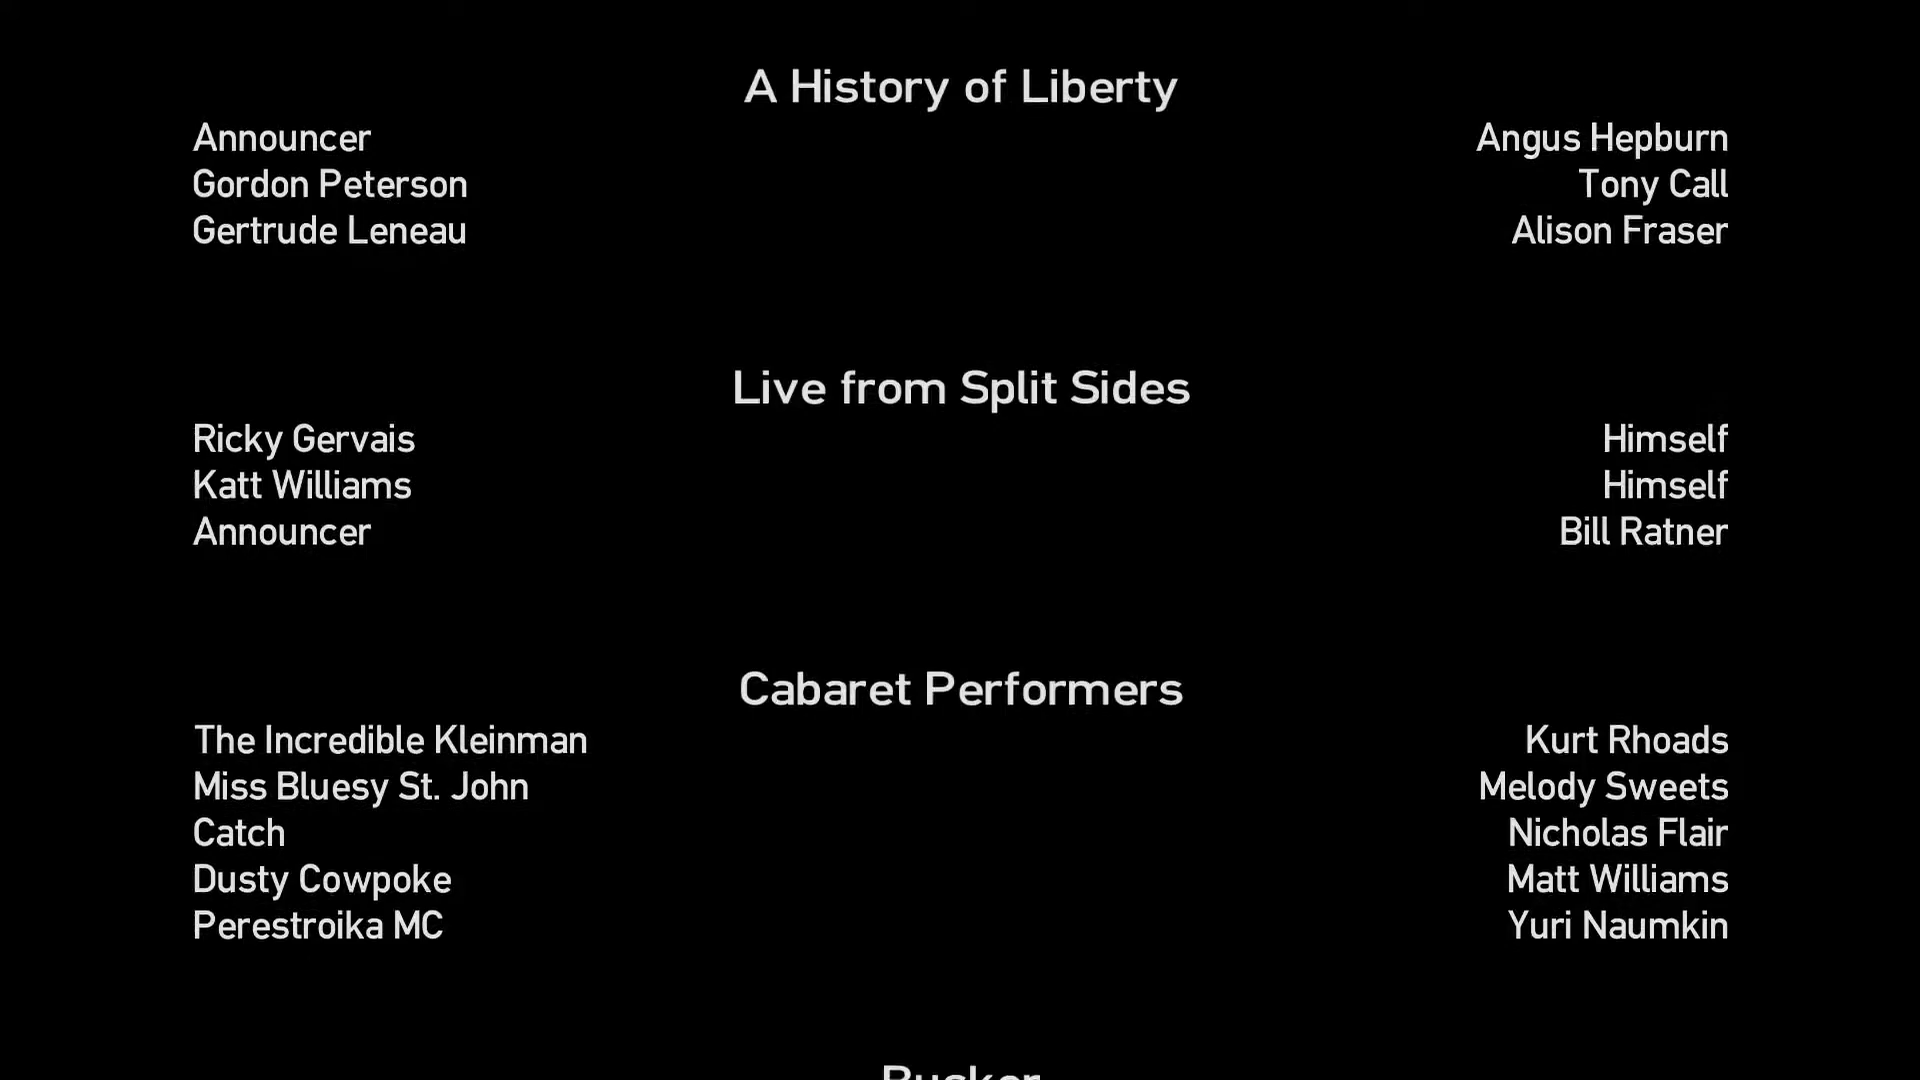 A History of Liberty
Announcer Angus Hepburn
Gordon Peterson Tony Call
Gertrude Leneau Alison Fraser
Live from Split Sides
Ricky Gervais Himself
Katt Williams Himself
Announcer Bill Ratner
Cabaret Performers
The Incredible Kleinman Kurt Rhoads
Miss Bluesy St. John Melody Sweets
Catch Nicholas Flair
Dusty Cowpoke Matt Williams
Perestroika MC Yuri Naumkin
Busker